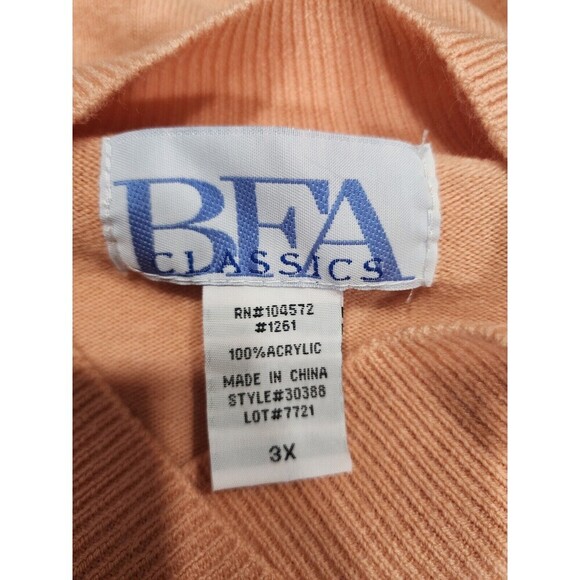 BFA
CLASSICS
RN#104572
#1261
100%ACRYLIC
MADE IN CHINA
STYLE#30388
LOT#7721
3X